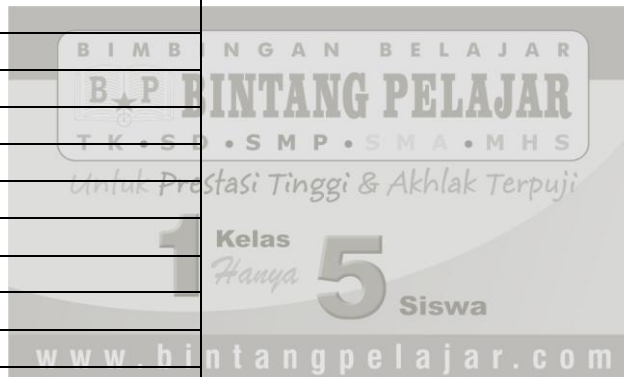 BIMBINGAN BELAJAR
B P BINTANG PELAJAR
TK • SD • SMP • SMA • MHS
Untuk Prestasi Tinggi & Akhlak Terpuji
1 Kelas
Hanya 5
Siswa
www.bintangpelajar.com